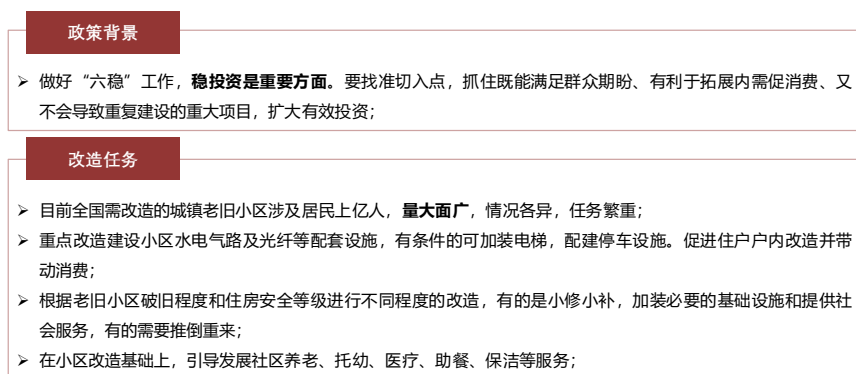 政策背景
➢ 做好“六稳”工作，稳投资是重要方面。要找准切入点，抓住既能满足群众期盼、有利于拓展内需促消费、又
不会导致重复建设的重大项目，扩大有效投资；
改造任务
➢ 目前全国需改造的城镇老旧小区涉及居民上亿人，量大面广，情况各异，任务繁重；
➢ 重点改造建设小区水电气路及光纤等配套设施，有条件的可加装电梯，配建停车设施。促进住户户内改造并带
动消费；
➢ 根据老旧小区破旧程度和住房安全等级进行不同程度的改造，有的是小修小补，加装必要的基础设施和提供社
会服务，有的需要推倒重来；
➢ 在小区改造基础上，引导发展社区养老、托幼、医疗、助餐、保洁等服务；